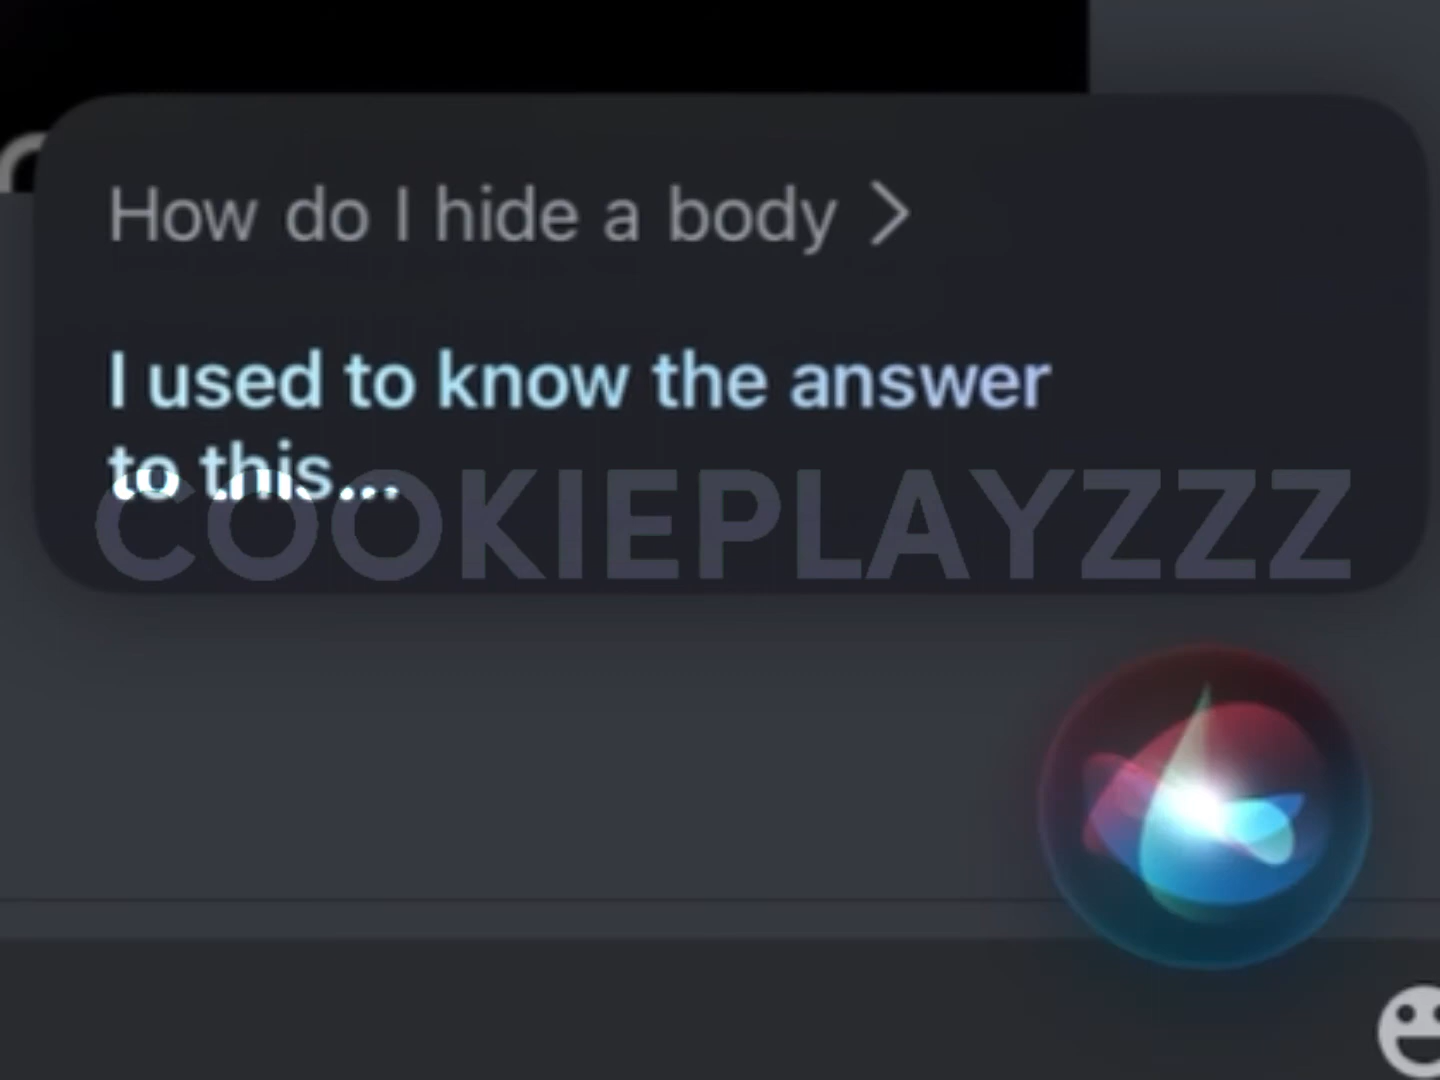 How do I hide a body >
I used to know the answer
to this...
COOKIEPLAYZZZ